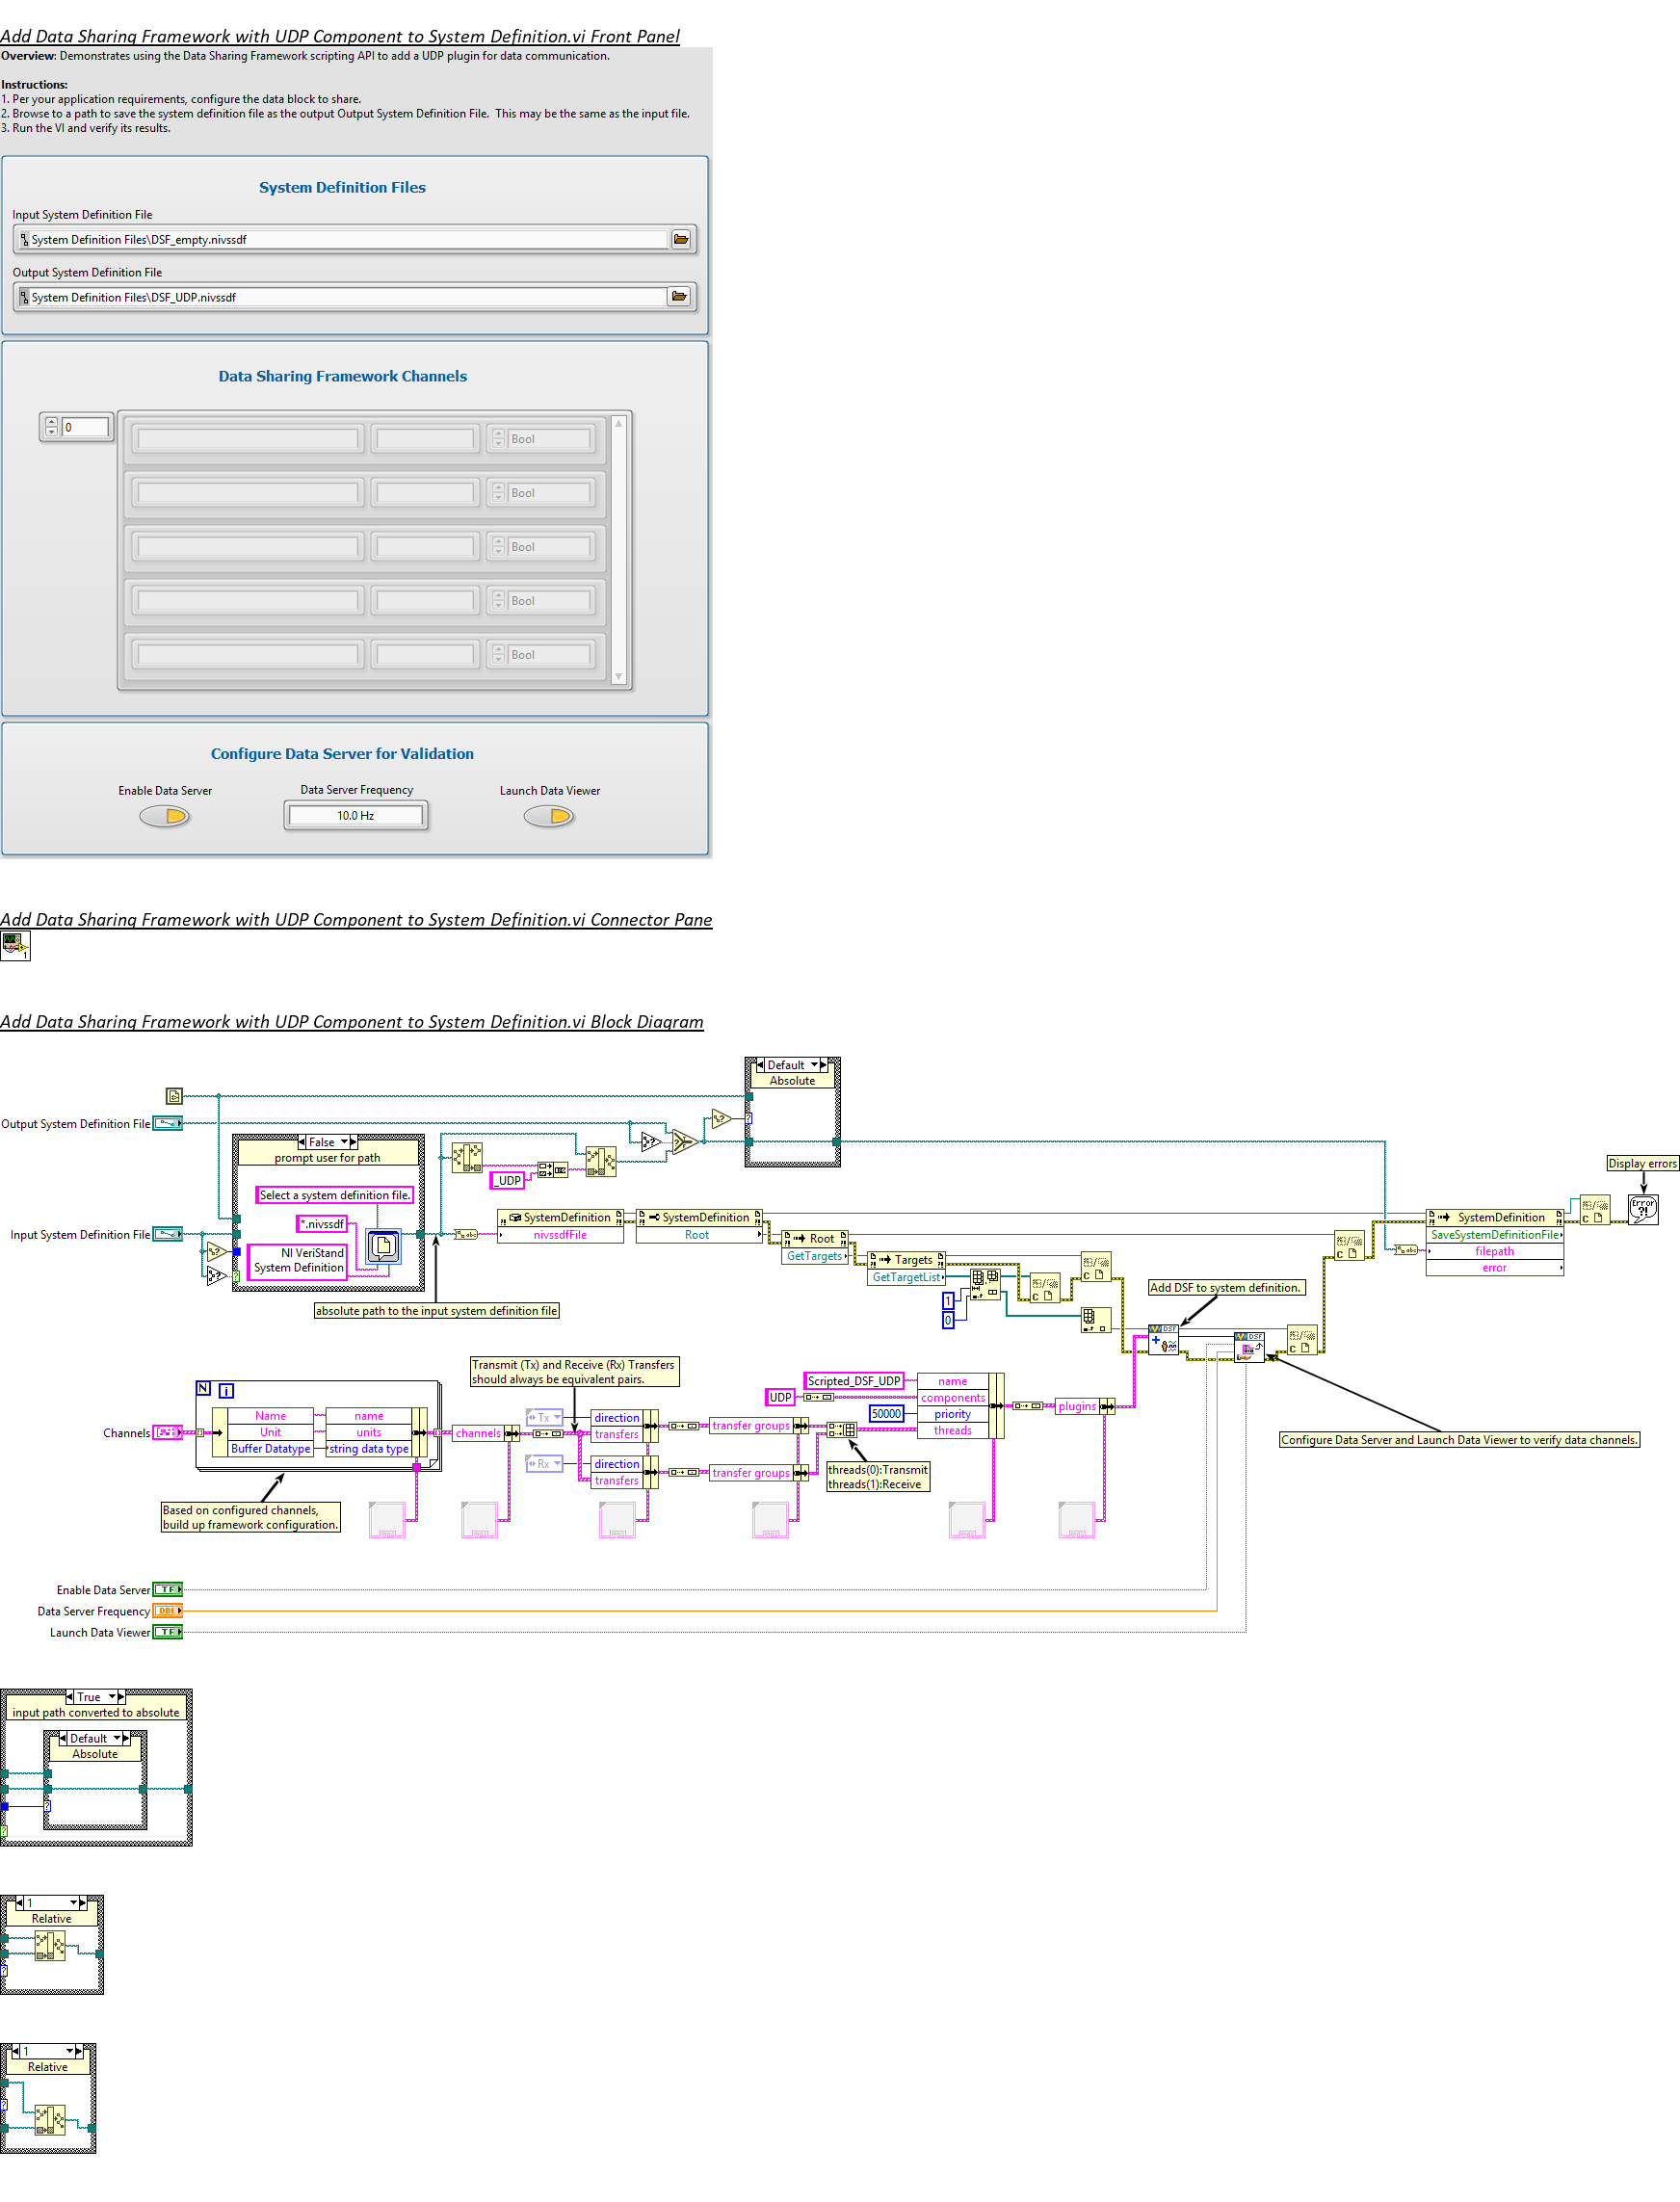 Add Data Sharing Framework with UDP Component to System Definition.vi Front Panel
Overview: Demonstrates using the Data Sharing Framework scripting API to add a UDP plugin for data communication.
Instructions:
1. Per your application requirements, configure the data block to share.
2. Browse to a path to save the system definition file as the output Output System Definition File.  This may be the same as the input file.
3. Run the VI and verify its results.
System Definition Files
Input System Definition File
System Definition Files\DSF_empty.nivssdf
Output System Definition File
System Definition Files\DSF_UDP.nivssdf
Data Sharing Framework Channels
0
Bool
Bool
Bool
Bool
Bool
Configure Data Server for Validation
Enable Data Server
Data Server Frequency
Launch Data Viewer
10.0 Hz
Add Data Sharing Framework with UDP Component to System Definition.vi Connector Pane
1
Add Data Sharing Framework with UDP Component to System Definition.vi Block Diagram
Default
Absolute
Output System Definition File
False
prompt user for path
_UDP
Select a system definition file.
*.nivssdf
Input System Definition File
NI VeriStand
System Definition
absolute path to the input system definition file
SystemDefinition
nivssdfFile
SystemDefinition
Root
Root
GetTargets
Targets
GetTargetList
1
0
Add DSF to system definition.
DSF
DSF
SystemDefinition
SaveSystemDefinitionFile
filepath
error
Display errors
Error
?!
Transmit (Tx) and Receive (Rx) Transfers
should always be equivalent pairs.
N
i
Channels
Name
Unit
Buffer Datatype
name
units
string data type
channels
Tx
direction
transfers
Rx
direction
transfers
transfer groups
transfer groups
UDP
Scripted_DSF_UDP
50000
name
components
priority
threads
plugins
threads(0):Transmit
threads(1):Receive
Configure Data Server and Launch Data Viewer to verify data channels.
Based on configured channels,
build up framework configuration.
Enable Data Server
TF
Data Server Frequency
DBL
Launch Data Viewer
TF
True
input path converted to absolute
Default
Absolute
1
Relative
1
Relative